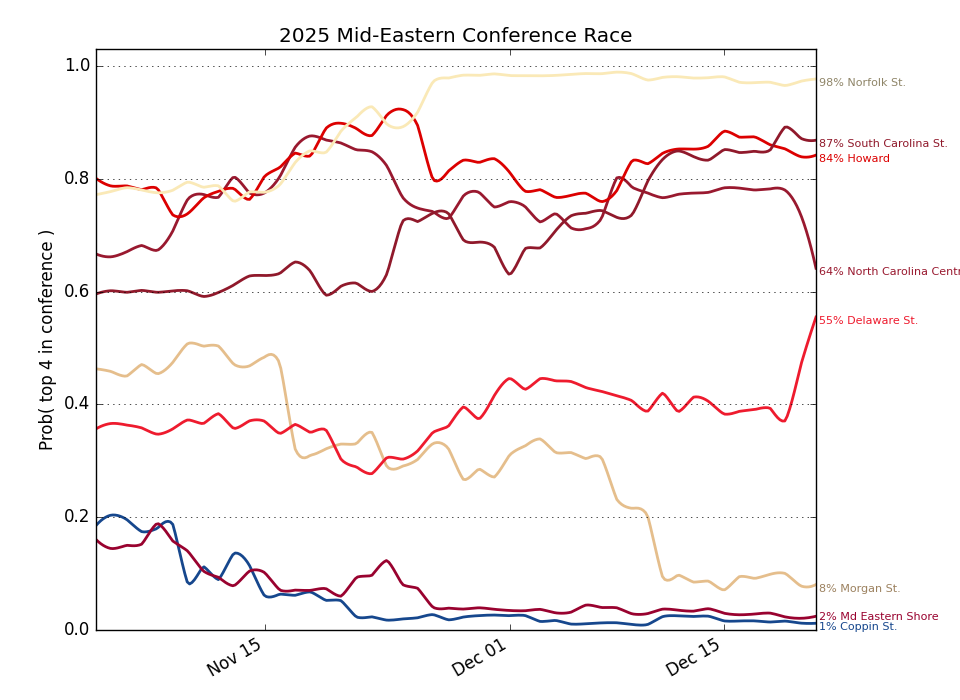 2025 Mid-Eastern Conference Race
1.0
0.8
0.6
0.4
0.2
0.0
Prob( top 4 in conference )
Nov 15
Dec 01
Dec 15
98% Norfolk St.
87% South Carolina St.
84% Howard
64% North Carolina Centr
55% Delaware St.
8% Morgan St.
2% Md Eastern Shore
1% Coppin St.